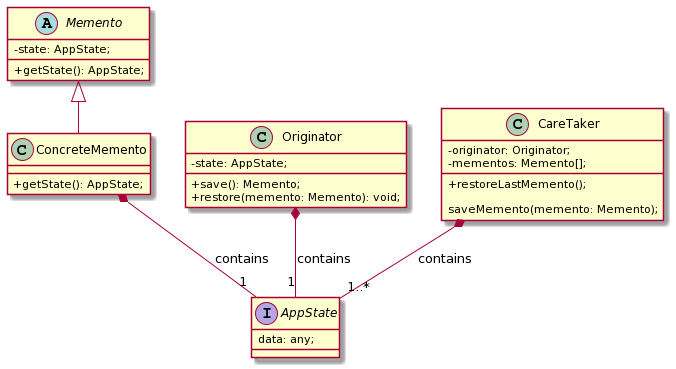 A Memento
-state: AppState;
+getState(): AppState;
C ConcreteMemento
+getState(): AppState;
C Originator
-state: AppState;
+save(): Memento;
+restore(memento: Memento): void;
C CareTaker
-originator: Originator;
-mementos: Memento[];
+restoreLastMemento();
saveMemento(memento: Memento);
contains
1
contains
1
contains
1..*
I AppState
data: any;